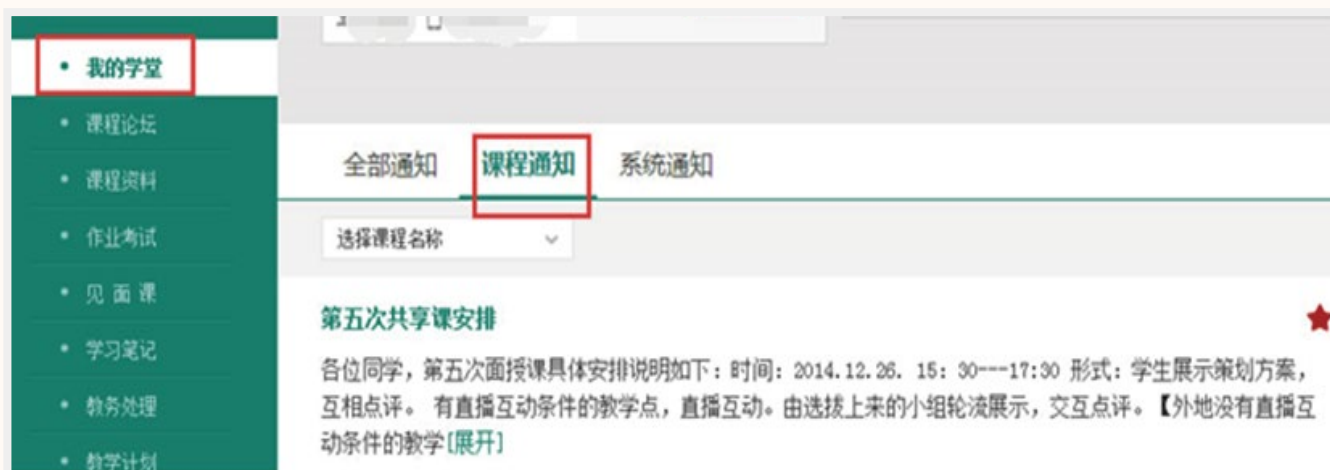 我的学堂
课程论坛
课程资料
作业考试
见 面 课
学习笔记
教务处理
教学计划
全部通知 课程通知 系统通知
选择课程名称
第五次共享课安排
各位同学，第五次面授课具体安排说明如下：时间：2014.12.26. 15：30---17:30 形式：学生展示策划方案，
互相点评。 有直播互动条件的教学点，直播互动。由选拔上来的小组轮流展示，交互点评。【外地没有直播互
动条件的教学[展开]